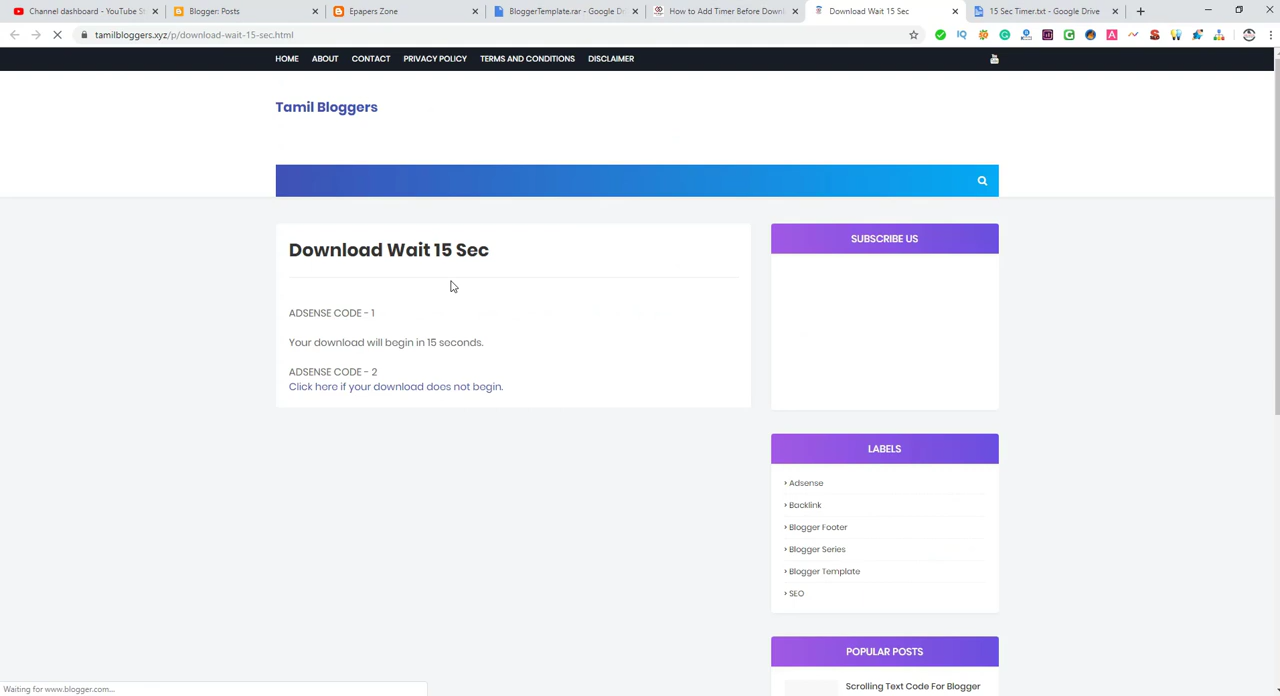 Channel dashboard - YouTube St
Blogger: Posts
Epapers Zone
BloggerTemplate.rar - Google Dr
How to Add Timer Before Downl
Download Wait 15 Sec
15 Sec Timer.txt - Google Drive
tamilbloggers.xyz/p/download-wait-15-sec.html
HOME ABOUT CONTACT PRIVACY POLICY TERMS AND CONDITIONS DISCLAIMER
Tamil Bloggers
Download Wait 15 Sec
ADSENSE CODE - 1
Your download will begin in 15 seconds.
ADSENSE CODE - 2
Click here if your download does not begin.
SUBSCRIBE US
LABELS
Adsense
Backlink
Blogger Footer
Blogger Series
Blogger Template
SEO
POPULAR POSTS
Scrolling Text Code For Blogger
Waiting for www.blogger.com...